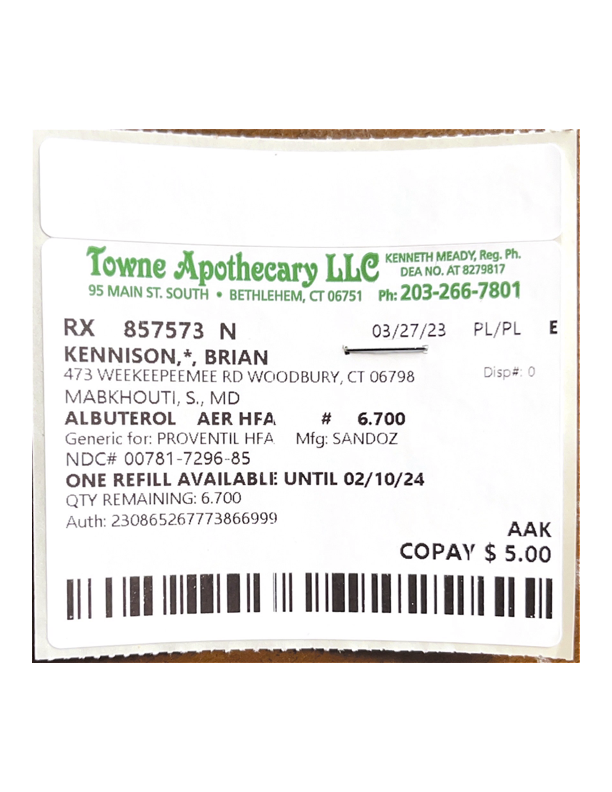 Towne Apothecary LLC KENNETH MEADY, Reg. Ph.
DEA NO. AT 8279817
95 MAIN ST. SOUTH • BETHLEHEM, CT 06751 Ph: 203-266-7801
RX 857573 N 03/27/23 PL/PL E
KENNISON,*, BRIAN
473 WEEKEEPEEMEE RD WOODBURY, CT 06798 Disp#: 0
MABKHOUTI, S., MD
ALBUTEROL AER HFA # 6.700
Generic for: PROVENTIL HFA Mfg: SANDOZ
NDC# 00781-7296-85
ONE REFILL AVAILABLE UNTIL 02/10/24
QTY REMAINING: 6.700
Auth: 230865267773866999
AAK
COPAY $ 5.00